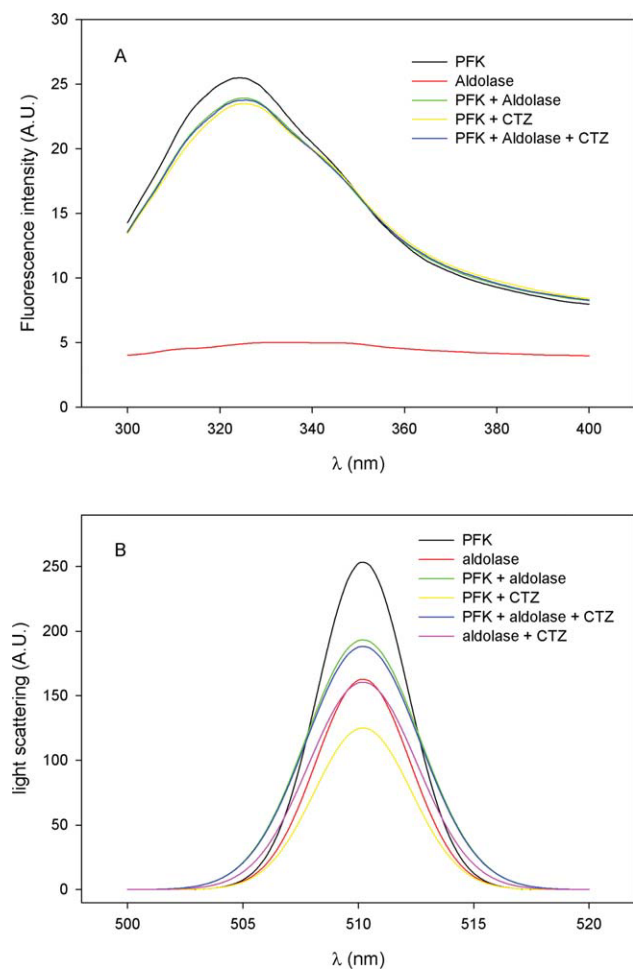 30
25
20
15
10
5
0
Fluorescence intensity (A.U.)
A
PFK
Aldolase
PFK + Aldolase
PFK + CTZ
PFK + Aldolase + CTZ
300 320 340 360 380 400
λ (nm)
250
200
150
100
50
0
light scattering (A.U.)
B
PFK
aldolase
PFK + aldolase
PFK + CTZ
PFK + aldolase + CTZ
aldolase + CTZ
500 505 510 515 520
λ (nm)